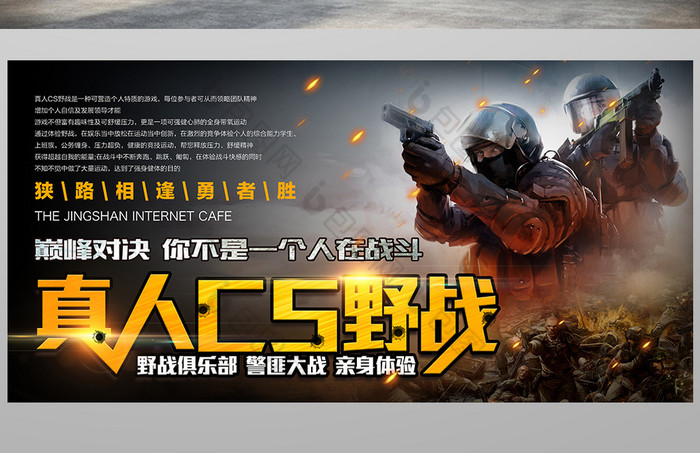 真人CS野战是一种可营造个人特质的游戏，每位参与者可从而领略团队精神
增加个人自信及发展领导才能
游戏不但富有趣味性及可舒缓压力，更是一项可强健心肺的全身带氧运动
通过体验野战，在娱乐当中放松在运动当中创新，在激烈的竞争体验个人的综合能力学生、
上班族、公务缠身、压力超负，健康的竞技运动，帮您释放压力、舒缓精神
获得超越自我的能量;在战斗中不断奔跑、跳跃、匍匐，在体验战斗快感的同时
不知不觉中做了大量运动，达到了强身健体的目的
狭\路\相\逢\勇\者\胜
THE JINGSHAN INTERNET CAFE
巅峰对决 你不是一个人在战斗
真人CS野战
野战俱乐部 警匪大战 亲身体验